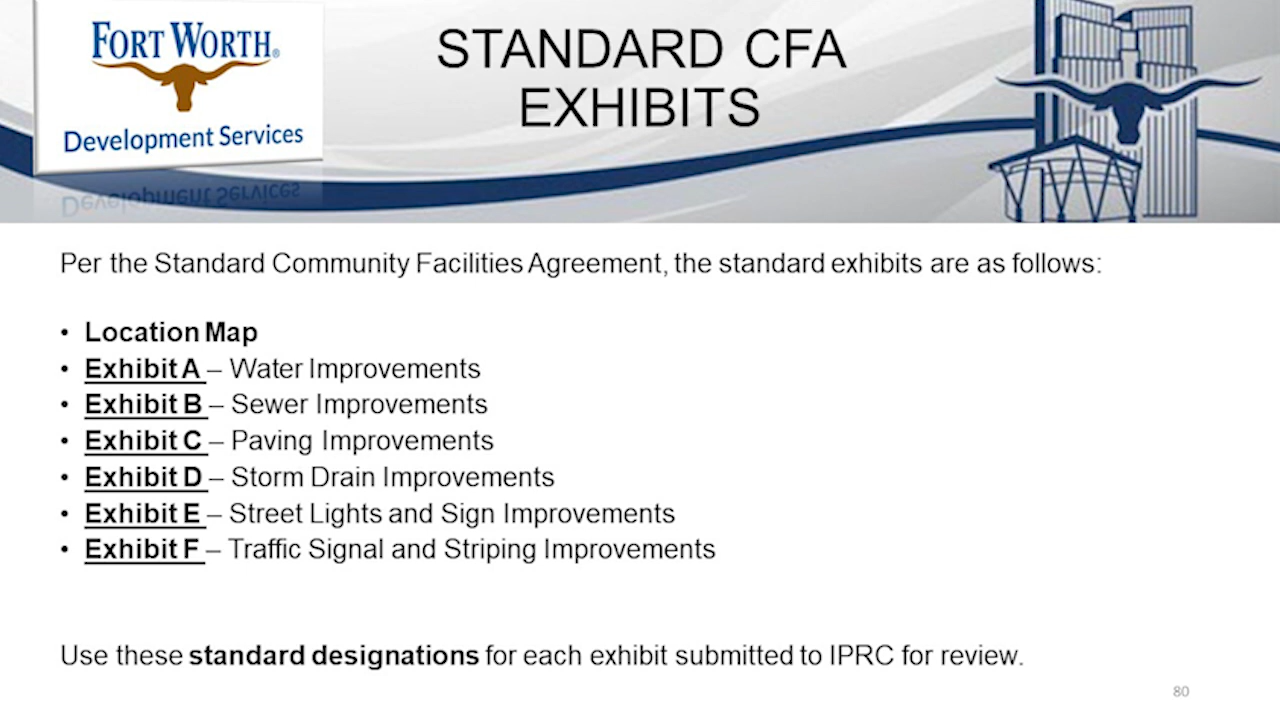 FORT WORTH®
Development Services
Development Services
STANDARD CFA
EXHIBITS
Per the Standard Community Facilities Agreement, the standard exhibits are as follows:
• Location Map
• Exhibit A – Water Improvements
• Exhibit B – Sewer Improvements
• Exhibit C – Paving Improvements
• Exhibit D – Storm Drain Improvements
• Exhibit E – Street Lights and Sign Improvements
• Exhibit F – Traffic Signal and Striping Improvements
Use these standard designations for each exhibit submitted to IPRC for review.
80